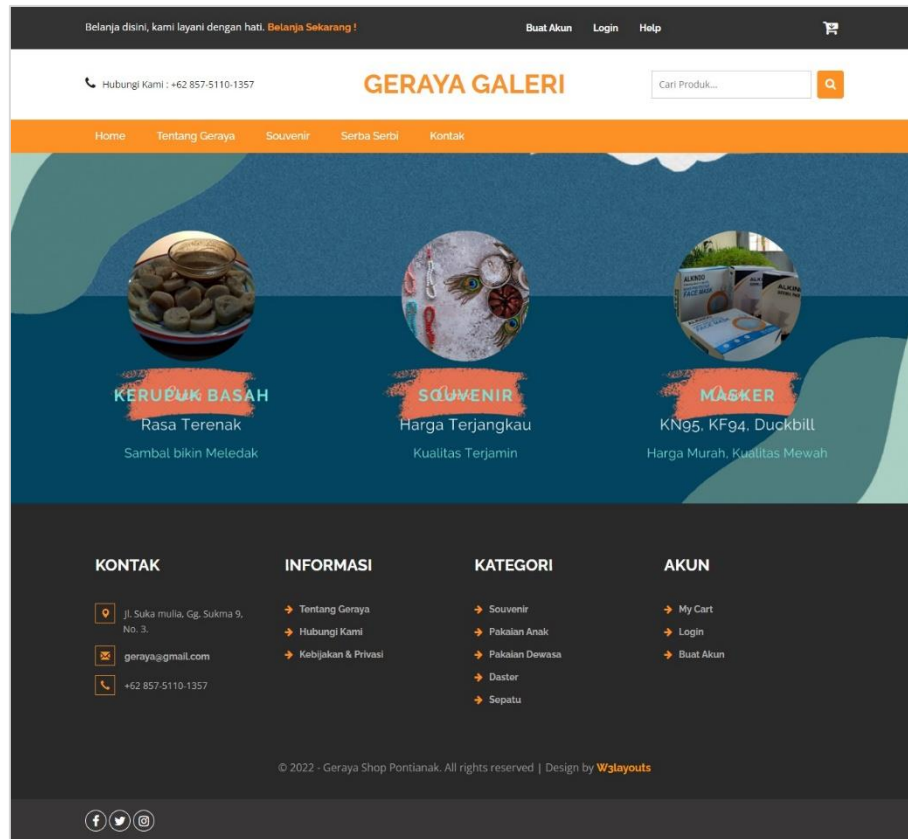 Belanja disini, kami layani dengan hati. Belanja Sekarang !
Buat Akun Login Help
Hubungi Kami : +62 857-5110-1357
GERAYA GALERI
Cari Produk...
Home Tentang Geraya Souvenir Serba Serbi Kontak
ALKINDO
FACE MASK
KERUPUK BASAH
Rasa Terenak
Sambal bikin Meledak
SOUVENIR
Harga Terjangkau
Kualitas Terjamin
MASKER
KN95, KF94, Duckbill
Harga Murah, Kualitas Mewah
KONTAK
Jl. Suka mulia, Gg. Sukma 9,
No. 3.
geraya@gmail.com
+62 857-5110-1357
INFORMASI
Tentang Geraya
Hubungi Kami
Kebijakan & Privasi
KATEGORI
Souvenir
Pakaian Anak
Pakaian Dewasa
Daster
Sepatu
AKUN
My Cart
Login
Buat Akun
© 2022 - Geraya Shop Pontianak. All rights reserved | Design by W3layouts